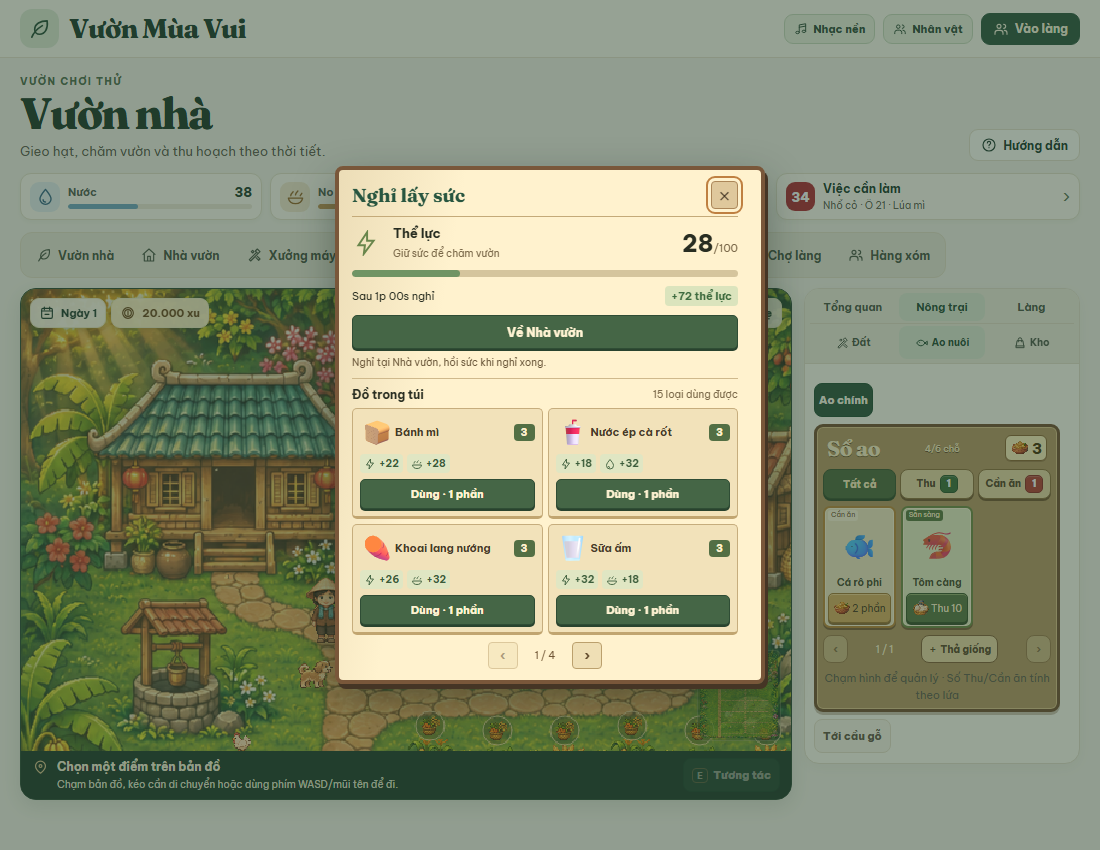 Vườn Mùa Vui
Nhạc nền
Nhân vật
Vào làng
VƯỜN CHƠI THỬ
Vườn nhà
Gieo hạt, chăm vườn và thu hoạch theo thời tiết.
Hướng dẫn
Nước
38
No
34
Việc cần làm
Nhổ cỏ · Ô 21 · Lúa mì
Vườn nhà
Nhà vườn
Xưởng máy
Chợ làng
Hàng xóm
Ngày 1
20.000 xu
Nghỉ lấy sức
×
Thể lực
Giữ sức để chăm vườn
28/100
Sau 1p 00s nghỉ
+72 thể lực
Về Nhà vườn
Nghỉ tại Nhà vườn, hồi sức khi nghỉ xong.
Đồ trong túi
15 loại dùng được
Bánh mì
3
+22
+28
Dùng · 1 phần
Nước ép cà rốt
3
+18
+32
Dùng · 1 phần
Khoai lang nướng
3
+26
+32
Dùng · 1 phần
Sữa ấm
3
+32
+18
Dùng · 1 phần
‹
1 / 4
›
Tổng quan
Nông trại
Làng
Đất
Ao nuôi
Kho
Ao chính
Sổ ao
4/6 chỗ
3
Tất cả
Thu 1
Cần ăn 1
Cần ăn
Cá rô phi
2 phần
Sẵn sàng
Tôm càng
Thu 10
‹
1 / 1
+ Thả giống
›
Chạm hình để quản lý · Số Thu/Cần ăn tính
theo lứa
Tới cầu gỗ
Chọn một điểm trên bản đồ
Chạm bản đồ, kéo cần di chuyển hoặc dùng phím WASD/mũi tên để đi.
E
Tương tác